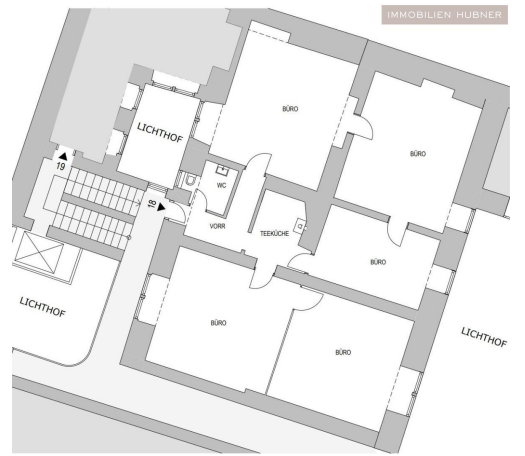 IMMOBILIEN HUBNER
BÜRO
LICHTHOF
BÜRO
19
WC
18
VORR
TEEKÜCHE
BÜRO
LICHTHOF
LICHTHOF
BÜRO
BÜRO